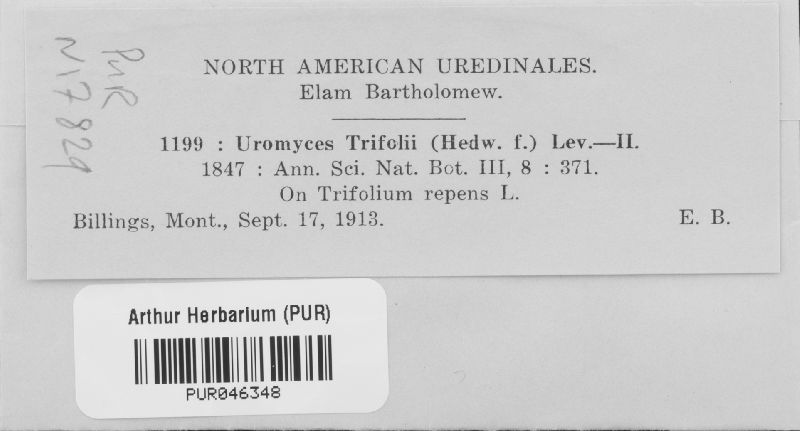 PUR
N17829
NORTH AMERICAN UREDINALES.
Elam Bartholomew.
1199 : Uromyces Trifolii (Hedw. f.) Lev.—II.
1847 : Ann. Sci. Nat. Bot. III, 8 : 371.
On Trifolium repens L.
Billings, Mont., Sept. 17, 1913. E. B.
Arthur Herbarium (PUR)
PUR046348